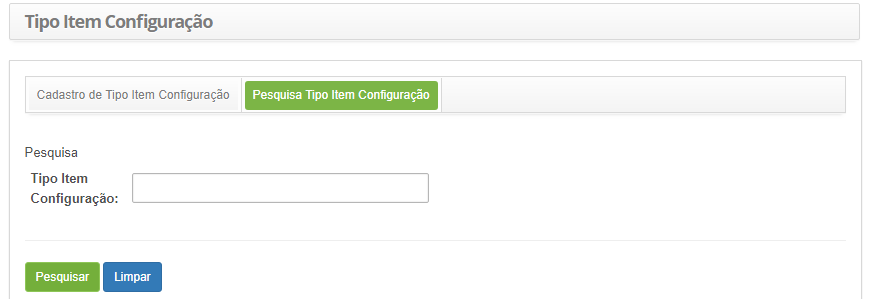 Tipo Item Configuração
Cadastro de Tipo Item Configuração
Pesquisa Tipo Item Configuração
Pesquisa
Tipo Item
Configuração:
Pesquisar
Limpar